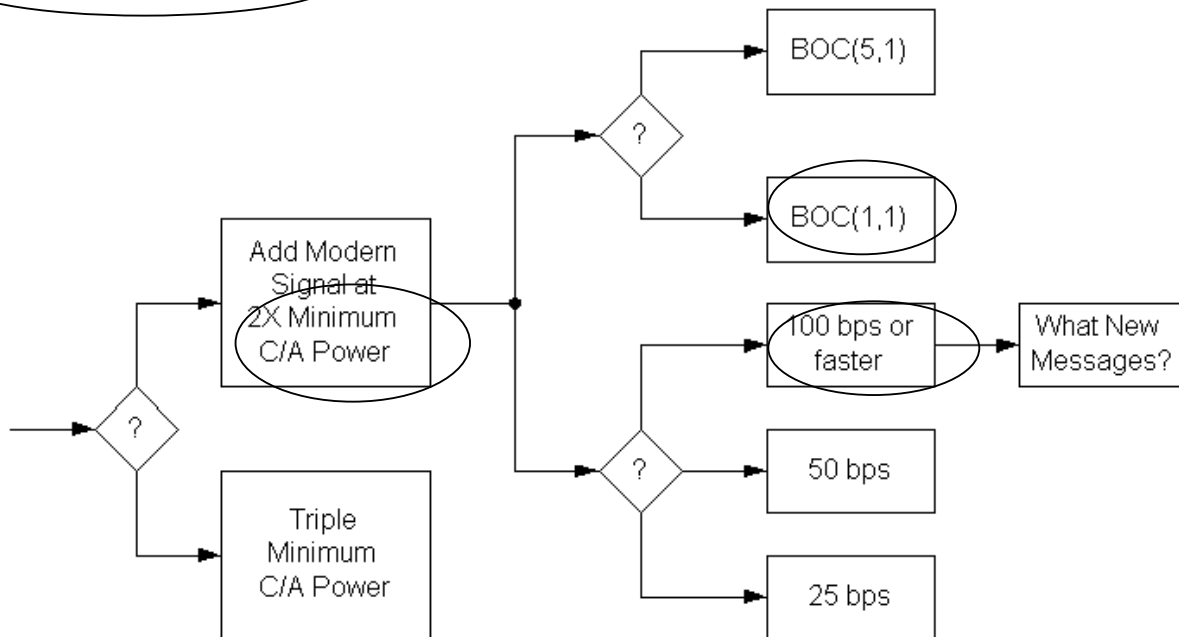 BOC(5,1)
?
BOC(1,1)
Add Modern
Signal at
2X Minimum
C/A Power
100 bps or
faster
What New
Messages?
?
?
50 bps
Triple
Minimum
C/A Power
25 bps